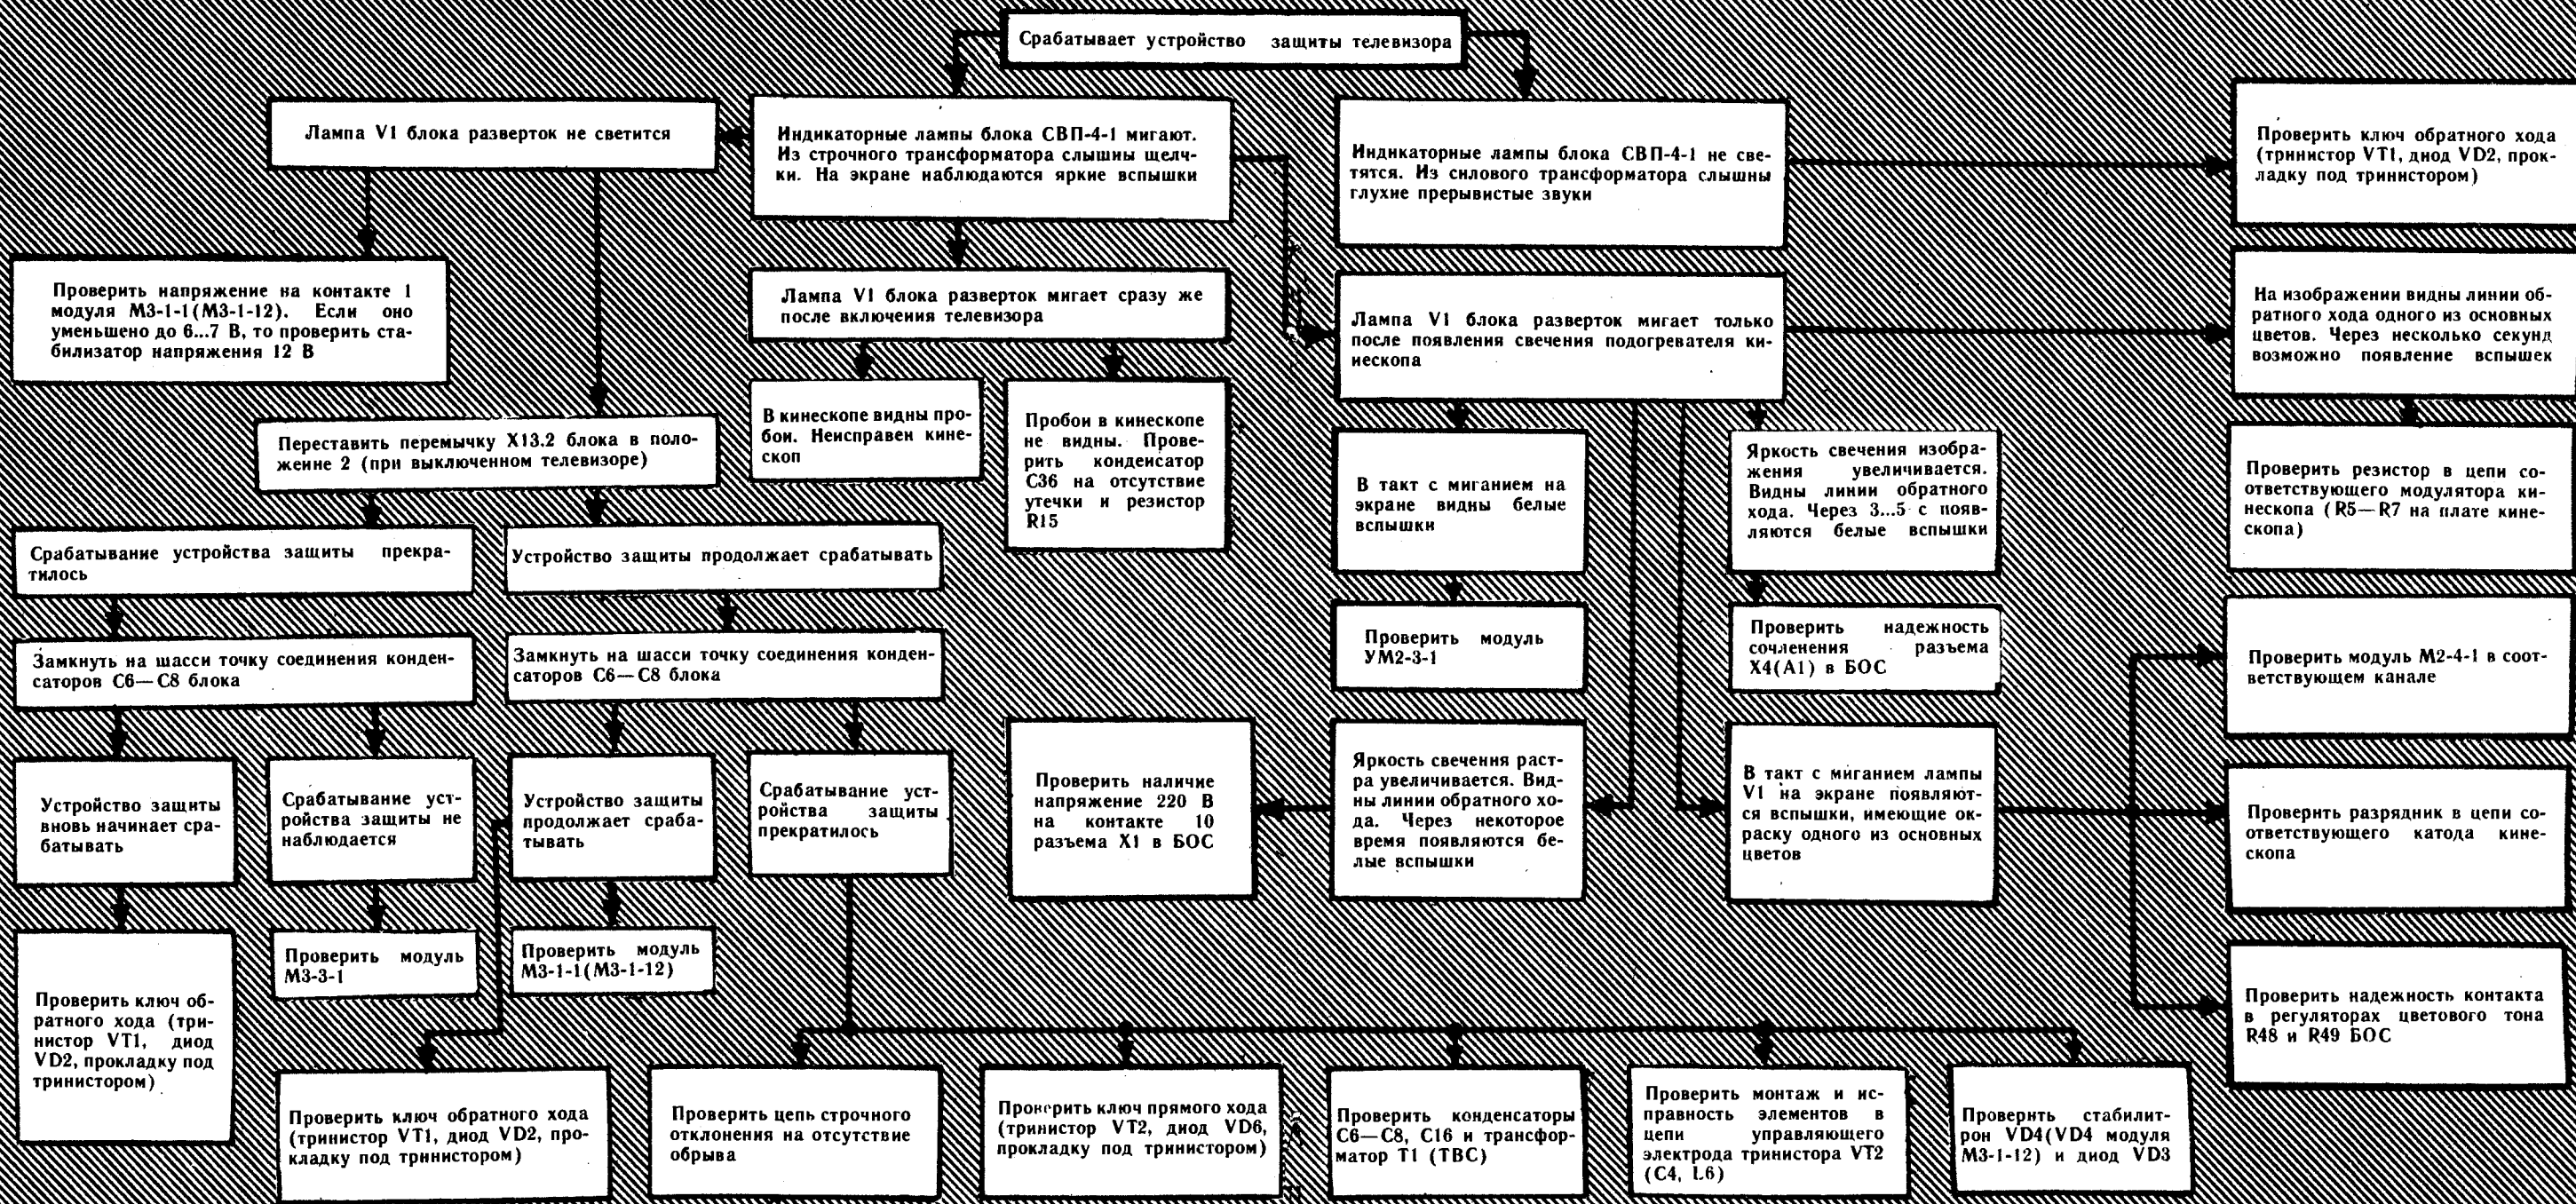 Срабатывает устройство защиты телевизора
Лампа V1 блока разверток не светится
Индикаторные лампы блока СВП-4-1 мигают.
Из строчного трансформатора слышны щелч-
ки. На экране наблюдаются яркие вспышки
Индикаторные лампы блока СВП-4-1 не све-
тятся. Из силового трансформатора слышны
глухие прерывистые звуки
Проверить ключ обратного хода
(тринистор VT1, диод VD2, прок-
ладку под тринистором)
Проверить напряжение на контакте 1
модуля М3-1-1(М3-1-12). Если оно
уменьшено до 6...7 В, то проверить ста-
билизатор напряжения 12 В
Лампа V1 блока разверток мигает сразу же
после включения телевизора
Лампа V1 блока разверток мигает только
после появления свечения подогревателя ки-
иескопа
На изображении видны линии об-
ратного хода одного из основных
цветов. Через несколько секунд
возможно появление вспышек
Переставить перемычку Х13.2 блока в поло-
жеине 2 (при выключенном телевизоре)
В кинескопе видны про-
бои. Неисправен кине-
скоп
Пробои в кинескопе
не видны. Прове-
рить конденсатор
С36 на отсутствие
утечки и резистор
R15
В такт с миганием на
экране видны белые
вспышки
Яркость свечения изобра-
жения увеличивается.
Видны линии обратного
хода. Через 3...5 с появ-
ляются белые вспышки
Проверить резистор в цепи со-
ответствующего модулятора ки-
нескопа (R5—R7 на плате кине-
скопа)
Срабатывание устройства защиты прекра-
тилось
Устройство защиты продолжает срабатывать
Замкнуть на шасси точку соединения конден-
саторов С6—С8 блока
Замкнуть на шасси точку соединения конден-
саторов С6—С8 блока
Проверить модуль
УМ2-3-1
Проверить надежность
сочленения разъема
Х4(А1) в БОС
Проверить модуль М2-4-1 в соот-
ветствующем канале
Устройство защиты
вновь начинает сра-
батывать
Срабатывание уст-
ройства защиты не
наблюдается
Устройство защиты
продолжает сраба-
тывать
Срабатывание уст-
ройства защиты
прекратилось
Проверить наличие
напряжение 220 В
на контакте 10
разъема Х1 в БОС
Яркость свечения раст-
ра увеличивается. Вид-
ны линии обратного хо-
да. Через некоторое
время появляются бе-
лые вспышки
В такт с миганием лампы
V1 на экране появляют-
ся вспышки, имеющие ок-
раску одного из основных
цветов
Проверить разрядник в цепи со-
ответствующего катода кине-
скопа
Проверить ключ об-
ратного хода (три-
нистор VT1, диод
VD2, прокладку под
тринистором)
Проверить модуль
М3-3-1
Проверить модуль
М3-1-1(М3-1-12)
Проверить надежность контакта
в регуляторах цветового тона
R48 и R49 БОС
Проверить ключ обратного хода
(тринистор VT1, диод VD2, про-
кладку под тринистором)
Проверить цепь строчного
отклонения на отсутствие
обрыва
Проверить ключ прямого хода
(тринистор VT2, диод VD6,
прокладку под тринистором)
Проверить конденсаторы
С6—С8, С16 и трансфор-
матор Т1 (ТВС)
Проверить монтаж и ис-
правность элементов в
цепи управляющего
электрода тринистора VT2
(С4, L6)
Проверить стабилит-
рон VD4(VD4 модуля
М3-1-12) и диод VD3